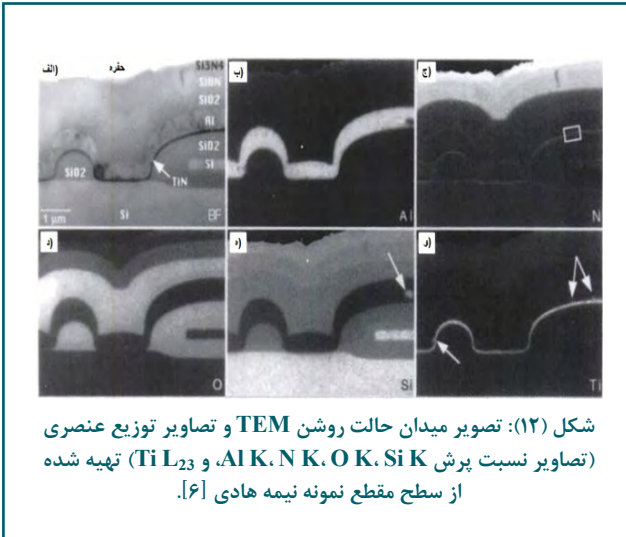 الف)
حفره
Si3N4
SiON
SiO2
Al
SiO2
Si
TiN
SiO2
1 μm
Si
BF
ب)
Al
ج)
N
د)
O
ه)
Si
د)
Ti
شکل (۱۲): تصویر میدان حالت روشن TEM و تصاویر توزیع عنصری
(تصاویر نسبت پرش Al K، N K، O K، Si K، و Ti L23) تهیه شده
از سطح مقطع نمونه نیمه هادی [۶].